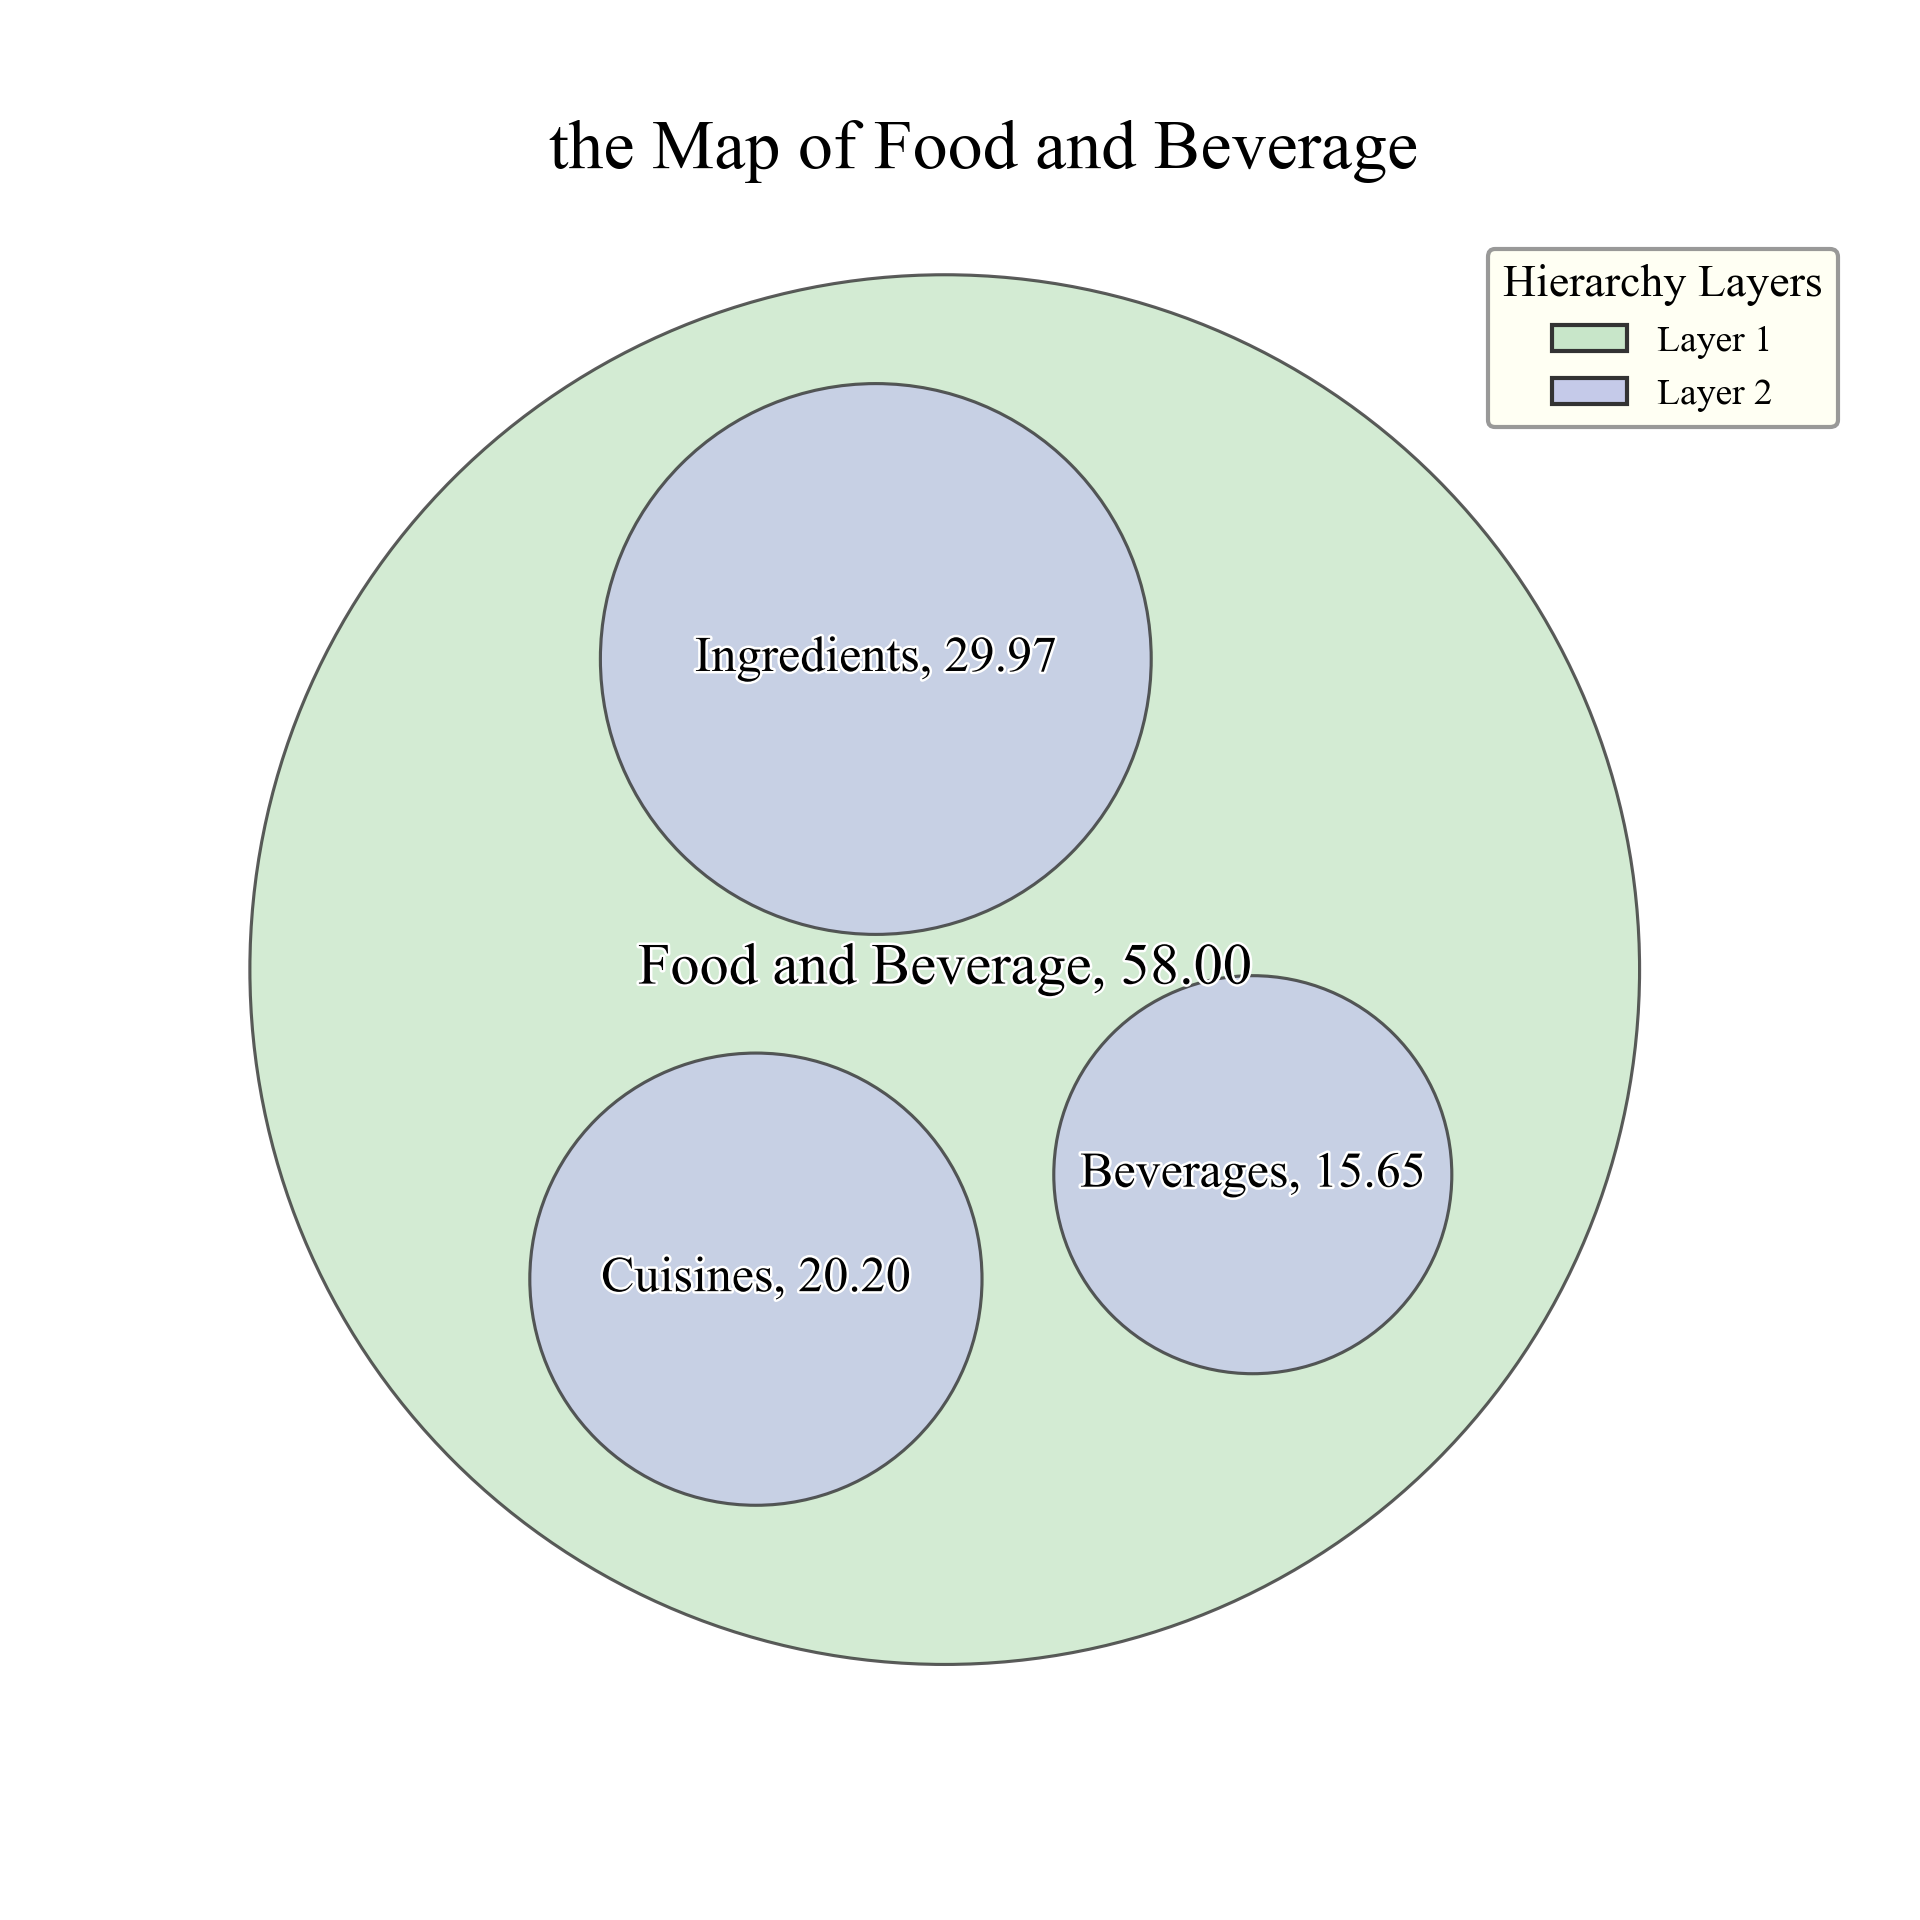 the Map of Food and Beverage
Hierarchy Layers
Layer 1
Layer 2
Ingredients, 29.97
Food and Beverage, 58.00
Beverages, 15.65
Cuisines, 20.20